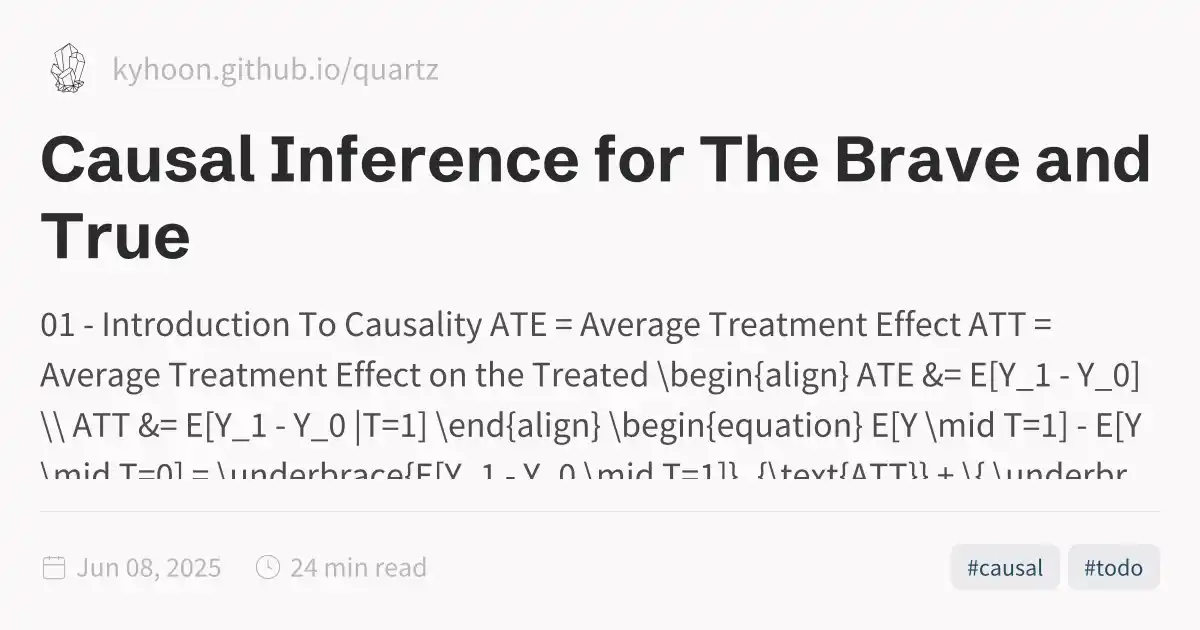 kyhoon.github.io/quartz
Causal Inference for The Brave and
True
01 - Introduction To Causality ATE = Average Treatment Effect ATT =
Average Treatment Effect on the Treated \begin{align} ATE &= E[Y_1 - Y_0]
\\ ATT &= E[Y_1 - Y_0 |T=1] \end{align} \begin{equation} E[Y \mid T=1] - E[Y
\mid T=0] = \underbrace{E[Y_1 - Y_0 \mid T=1]}_{\text{ATT}} + \{ \underbr
Jun 08, 2025
24 min read
#causal
#todo